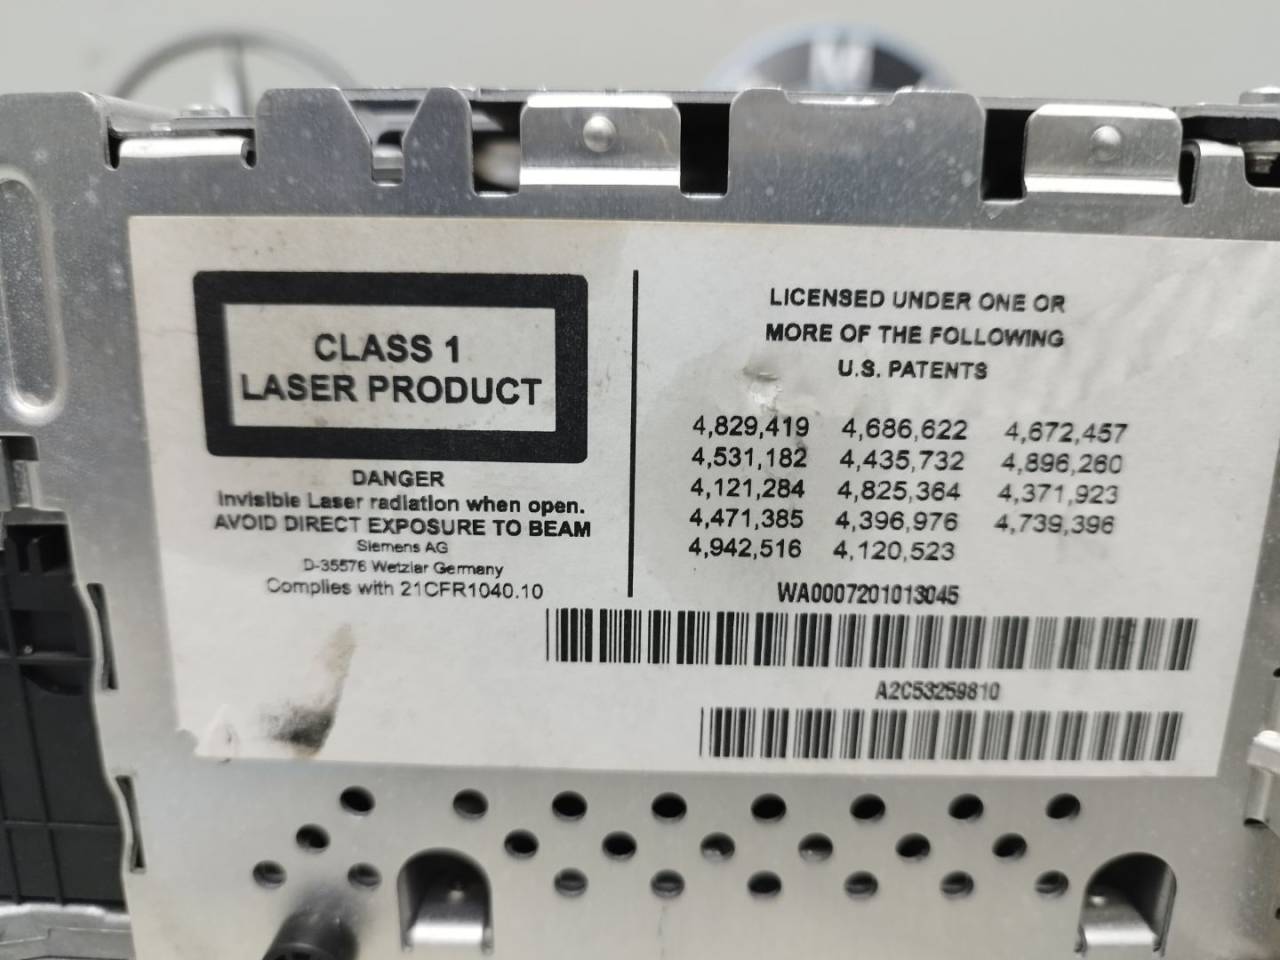 CLASS 1
LASER PRODUCT
DANGER
Invisible Laser radiation when open.
AVOID DIRECT EXPOSURE TO BEAM
Siemens AG
D-35576 Wetzlar Germany
Complies with 21CFR1040.10
LICENSED UNDER ONE OR
MORE OF THE FOLLOWING
U.S. PATENTS
4,829,419 4,686,622 4,672,457
4,531,182 4,435,732 4,896,260
4,121,284 4,825,364 4,371,923
4,471,385 4,396,976 4,739,396
4,942,516 4,120,523
WA0007201013045
A2C53259810